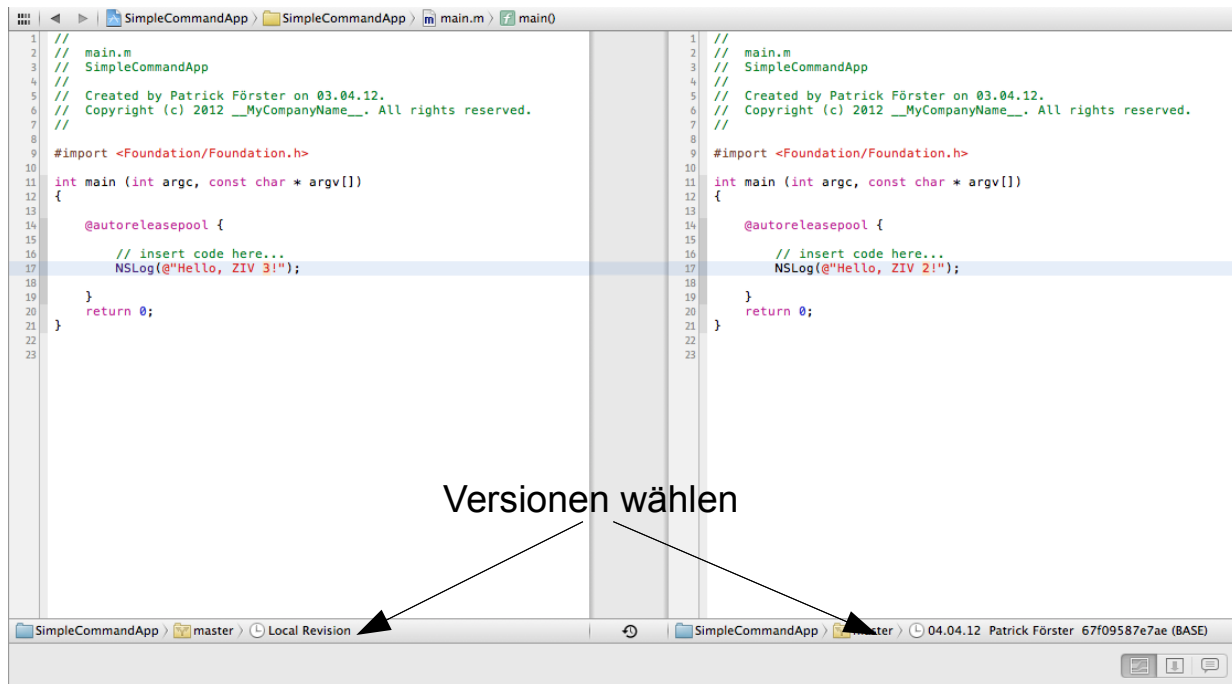 SimpleCommandApp 〉 SimpleCommandApp 〉 main.m 〉 main()
1 //
2 // main.m
3 // SimpleCommandApp
4 //
5 // Created by Patrick Förster on 03.04.12.
6 // Copyright (c) 2012 __MyCompanyName__. All rights reserved.
7 //
8
9 #import <Foundation/Foundation.h>
10
11 int main (int argc, const char * argv[])
12 {
13
14     @autoreleasepool {
15
16         // insert code here...
17         NSLog(@"Hello, ZIV 3!");
18
19     }
20     return 0;
21 }
22
23
1 //
2 // main.m
3 // SimpleCommandApp
4 //
5 // Created by Patrick Förster on 03.04.12.
6 // Copyright (c) 2012 __MyCompanyName__. All rights reserved.
7 //
8
9 #import <Foundation/Foundation.h>
10
11 int main (int argc, const char * argv[])
12 {
13
14     @autoreleasepool {
15
16         // insert code here...
17         NSLog(@"Hello, ZIV 2!");
18
19     }
20     return 0;
21 }
22
23
Versionen wählen
SimpleCommandApp 〉 master 〉 Local Revision
SimpleCommandApp 〉 master 〉 04.04.12 Patrick Förster 67f09587e7ae (BASE)